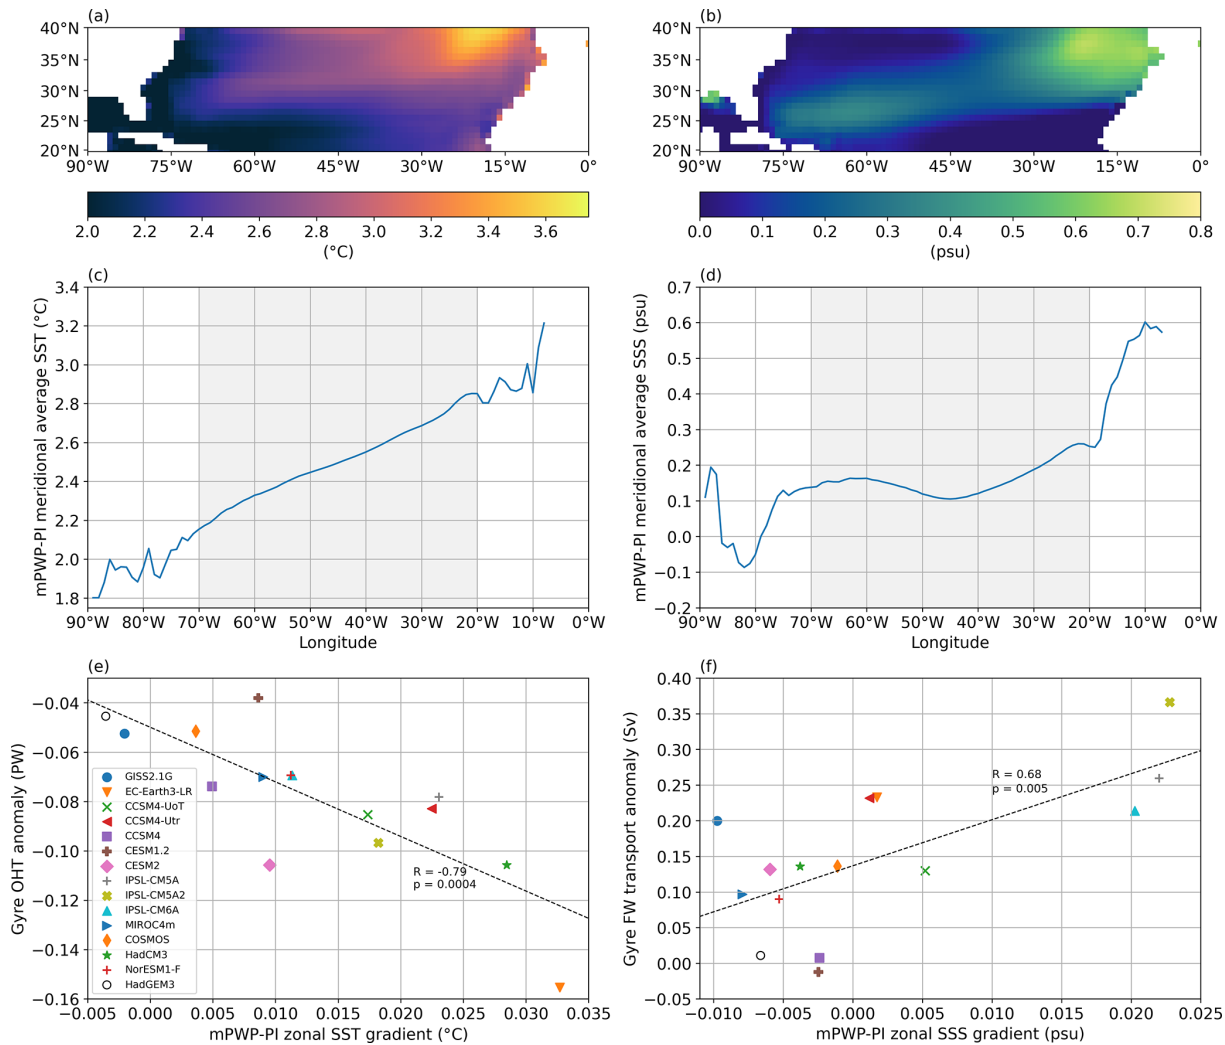 (a)
40°N
35°N
30°N
25°N
20°N
90°W 75°W 60°W 45°W 30°W 15°W 0°
2.0 2.2 2.4 2.6 2.8 3.0 3.2 3.4 3.6
(°C)
(b)
40°N
35°N
30°N
25°N
20°N
90°W 75°W 60°W 45°W 30°W 15°W 0°
0.0 0.1 0.2 0.3 0.4 0.5 0.6 0.7 0.8
(psu)
(c)
mPWP-PI meridional average SST (°C)
3.4
3.2
3.0
2.8
2.6
2.4
2.2
2.0
1.8
90°W 80°W 70°W 60°W 50°W 40°W 30°W 20°W 10°W 0°W
Longitude
(d)
mPWP-PI meridional average SSS (psu)
0.7
0.6
0.5
0.4
0.3
0.2
0.1
0.0
−0.1
−0.2
90°W 80°W 70°W 60°W 50°W 40°W 30°W 20°W 10°W 0°W
Longitude
(e)
Gyre OHT anomaly (PW)
−0.04
−0.06
−0.08
−0.10
−0.12
−0.14
−0.16
GISS2.1G
EC-Earth3-LR
CCSM4-UoT
CCSM4-Utr
CCSM4
CESM1.2
CESM2
IPSL-CM5A
IPSL-CM5A2
IPSL-CM6A
MIROC4m
COSMOS
HadCM3
NorESM1-F
HadGEM3
R = -0.79
p = 0.0004
−0.005 0.000 0.005 0.010 0.015 0.020 0.025 0.030 0.035
mPWP-PI zonal SST gradient (°C)
(f)
Gyre FW transport anomaly (Sv)
0.40
0.35
0.30
0.25
0.20
0.15
0.10
0.05
0.00
−0.05
R = 0.68
p = 0.005
−0.010 −0.005 0.000 0.005 0.010 0.015 0.020 0.025
mPWP-PI zonal SSS gradient (psu)